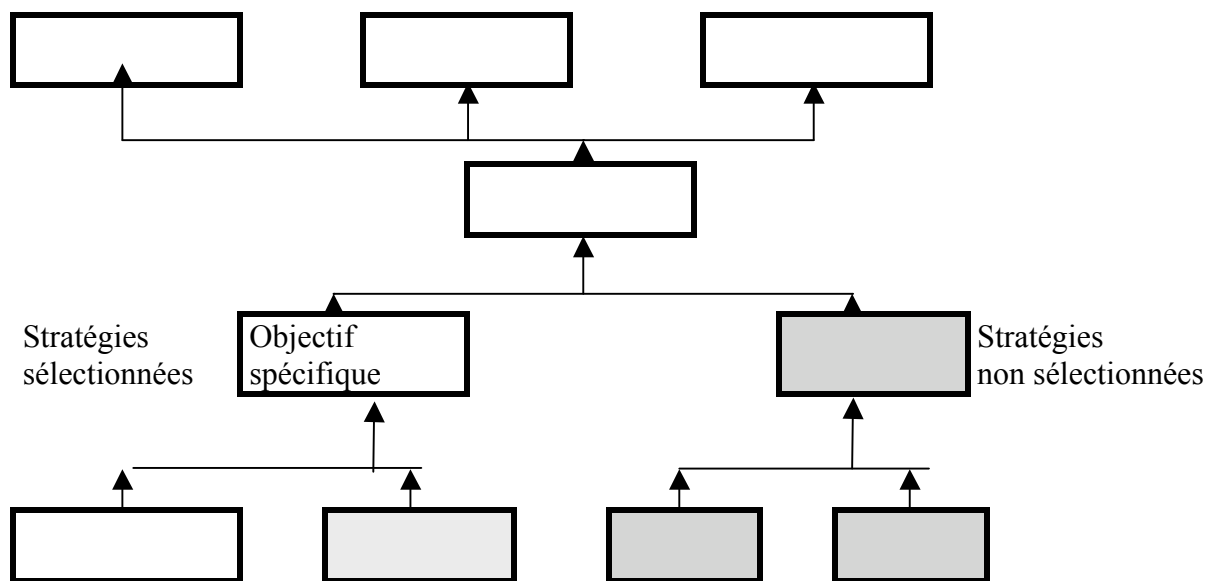 Stratégies
sélectionnées
Objectif
spécifique
Stratégies
non sélectionnées